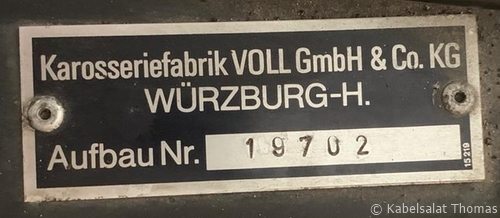 Karosseriefabrik VOLL GmbH & Co. KG
WÜRZBURG-H.
Aufbau Nr. 19702
15 219
© Kabelsalat Thomas